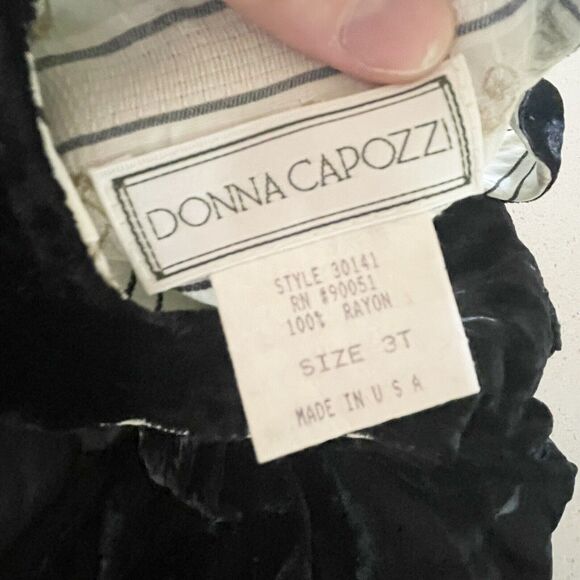 DONNA CAPOZZI
STYLE 30141
RN #90051
100% RAYON
SIZE 3T
MADE IN U S A